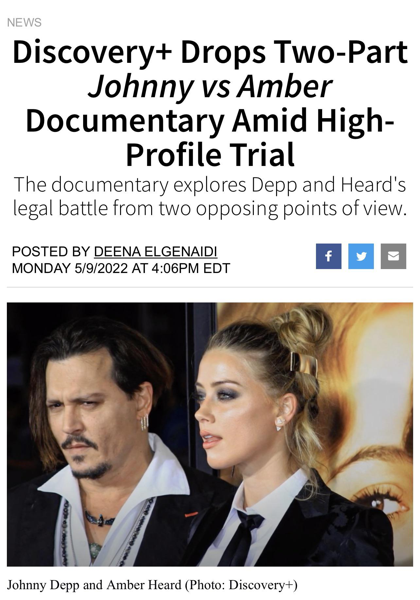 NEWS
Discovery+ Drops Two-Part
Johnny vs Amber
Documentary Amid High-
Profile Trial
The documentary explores Depp and Heard's
legal battle from two opposing points of view.
POSTED BY DEENA ELGENAIDI
MONDAY 5/9/2022 AT 4:06PM EDT
Johnny Depp and Amber Heard (Photo: Discovery+)